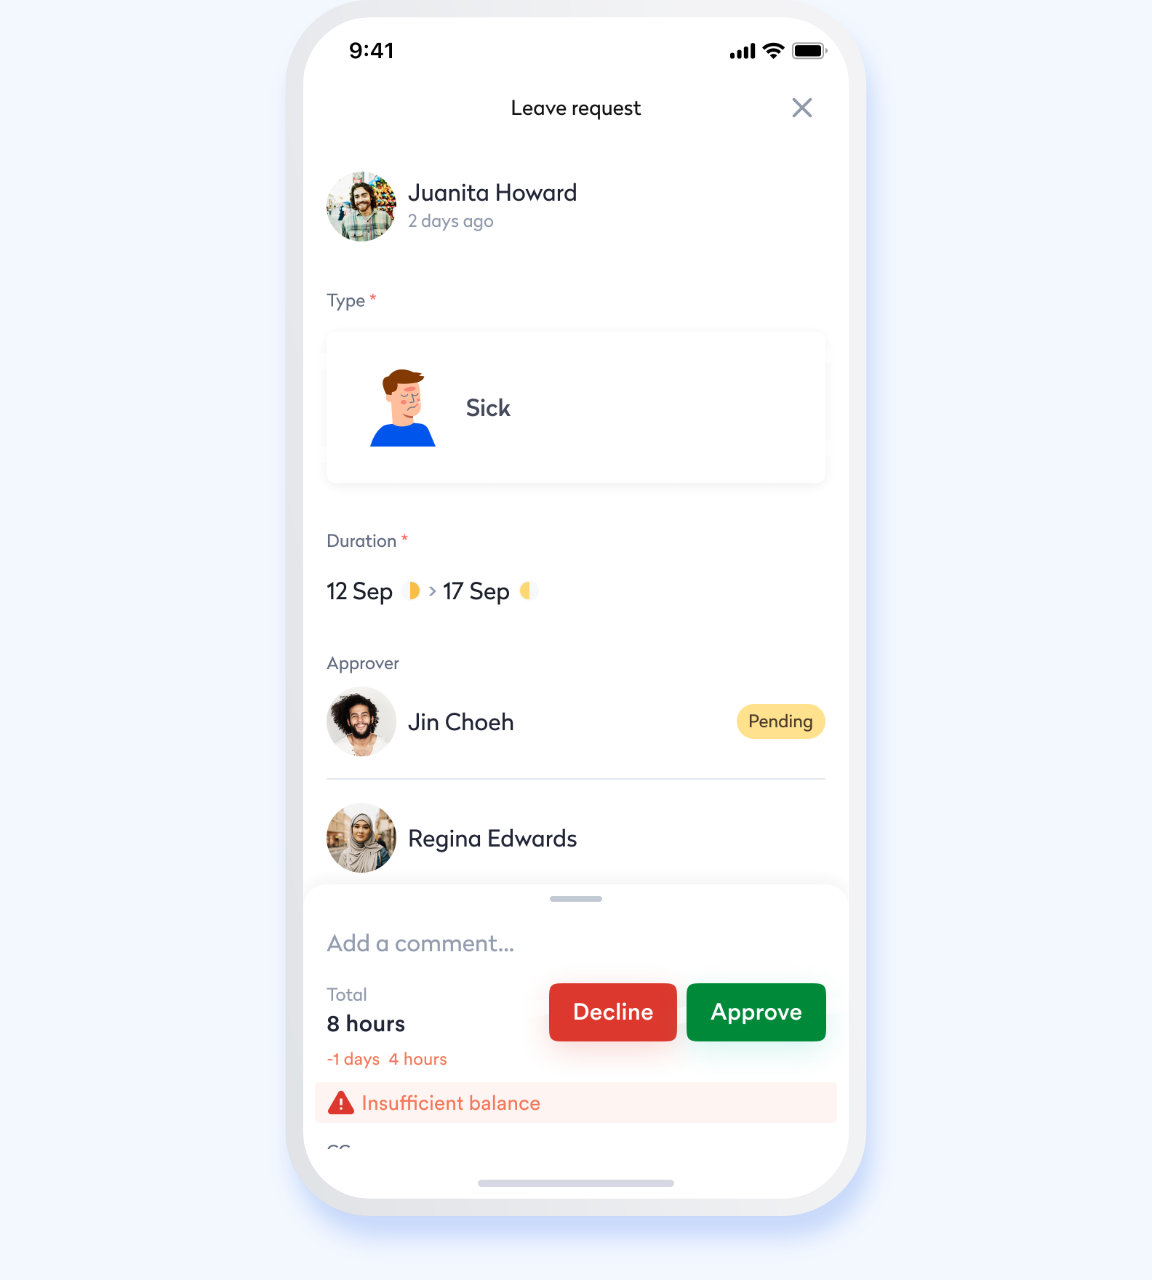 9:41
Leave request
Juanita Howard
2 days ago
Type *
Sick
Duration *
12 Sep > 17 Sep
Approver
Jin Choeh
Pending
Regina Edwards
Add a comment...
Total
8 hours
-1 days 4 hours
Decline
Approve
Insufficient balance